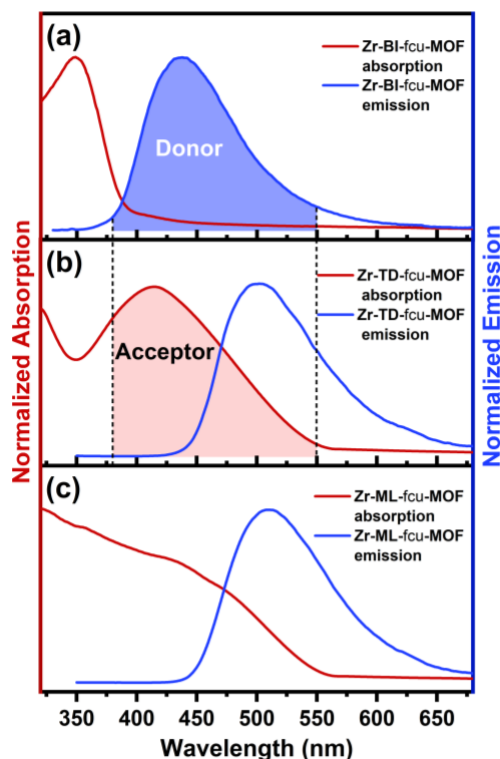 (a)
Zr-BI-fcu-MOF
absorption
Zr-BI-fcu-MOF
emission
Donor
(b)
Zr-TD-fcu-MOF
absorption
Zr-TD-fcu-MOF
emission
Acceptor
(c)
Zr-ML-fcu-MOF
absorption
Zr-ML-fcu-MOF
emission
Normalized Absorption
Normalized Emission
350 400 450 500 550 600 650
Wavelength (nm)